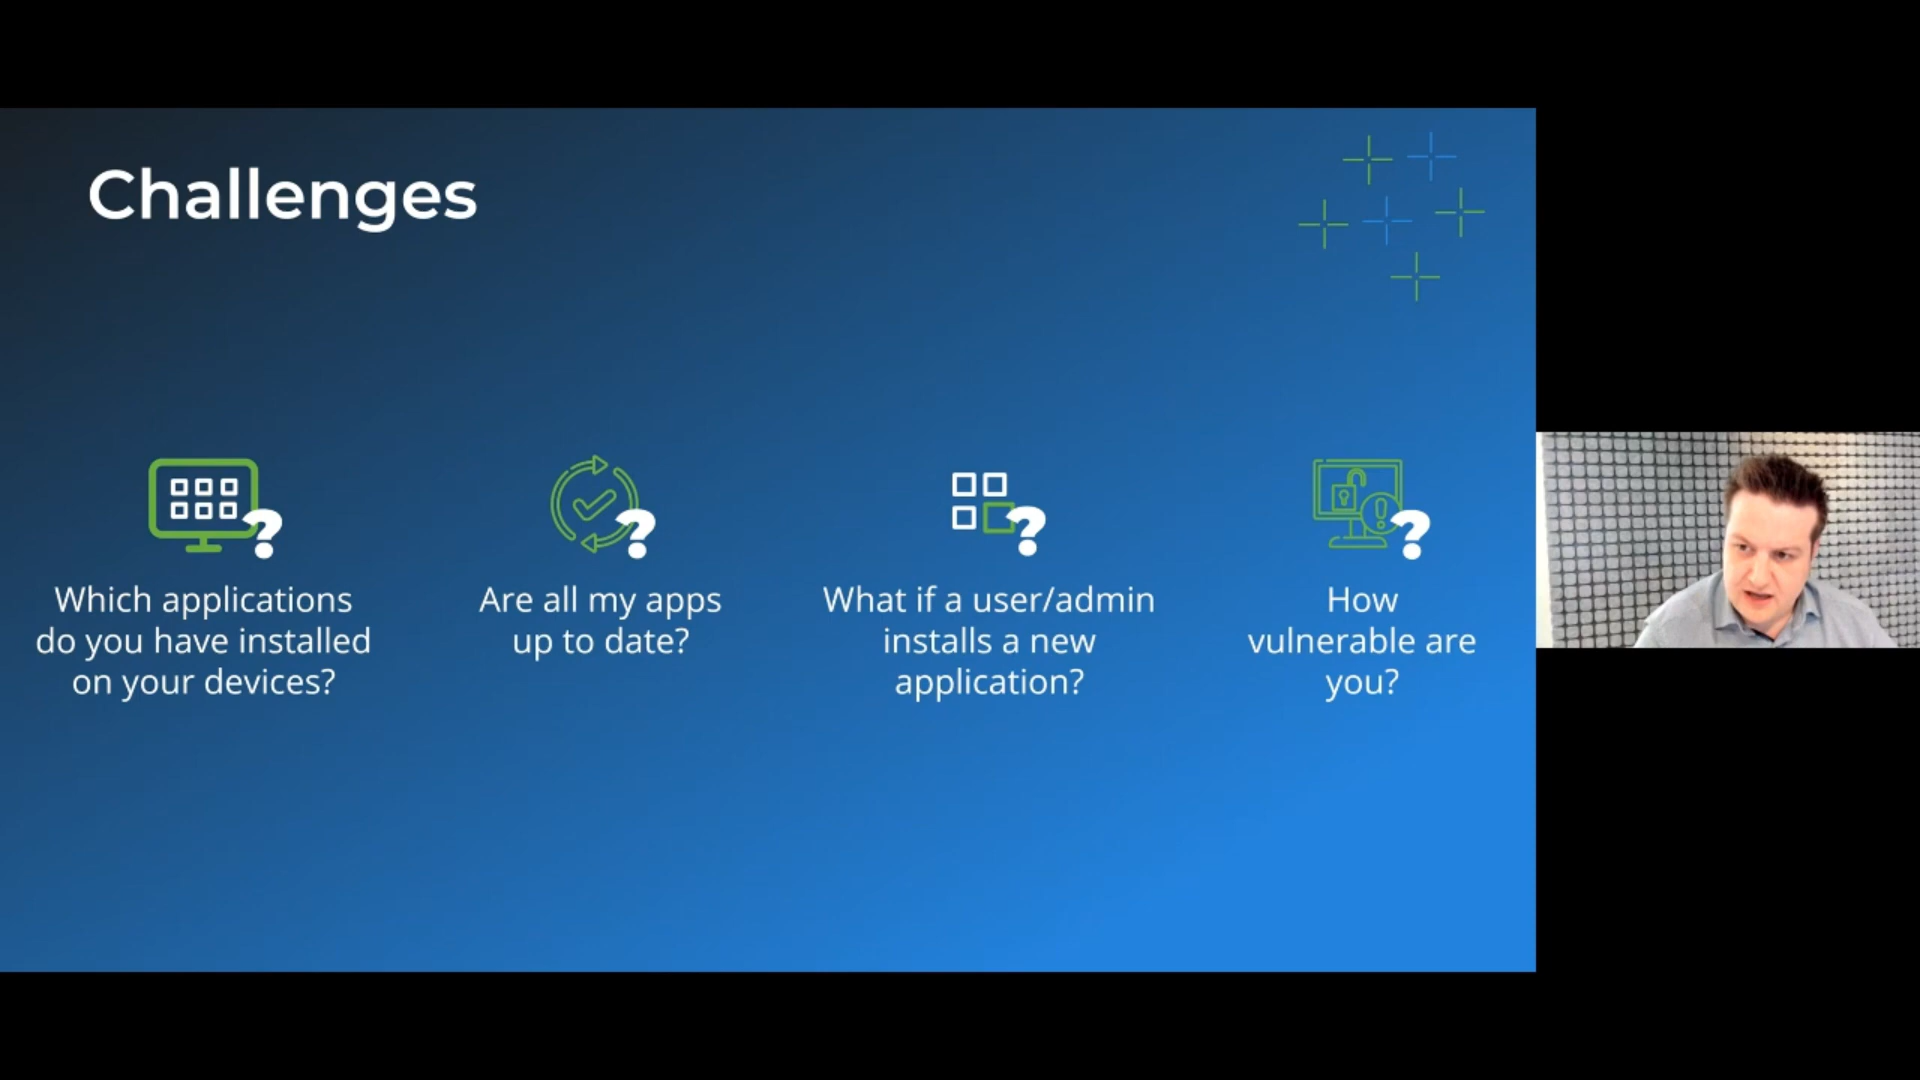 Challenges
Which applications
do you have installed
on your devices?
Are all my apps
up to date?
What if a user/admin
installs a new
application?
How
vulnerable are
you?